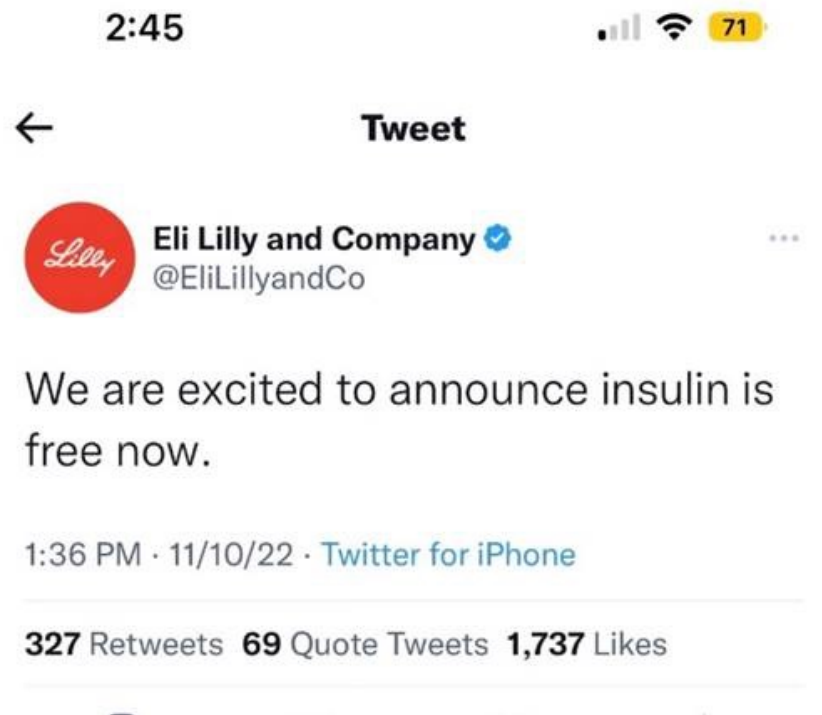 2:45
71
Tweet
Lilly
Eli Lilly and Company
@EliLillyandCo
We are excited to announce insulin is
free now.
1:36 PM · 11/10/22 · Twitter for iPhone
327 Retweets 69 Quote Tweets 1,737 Likes